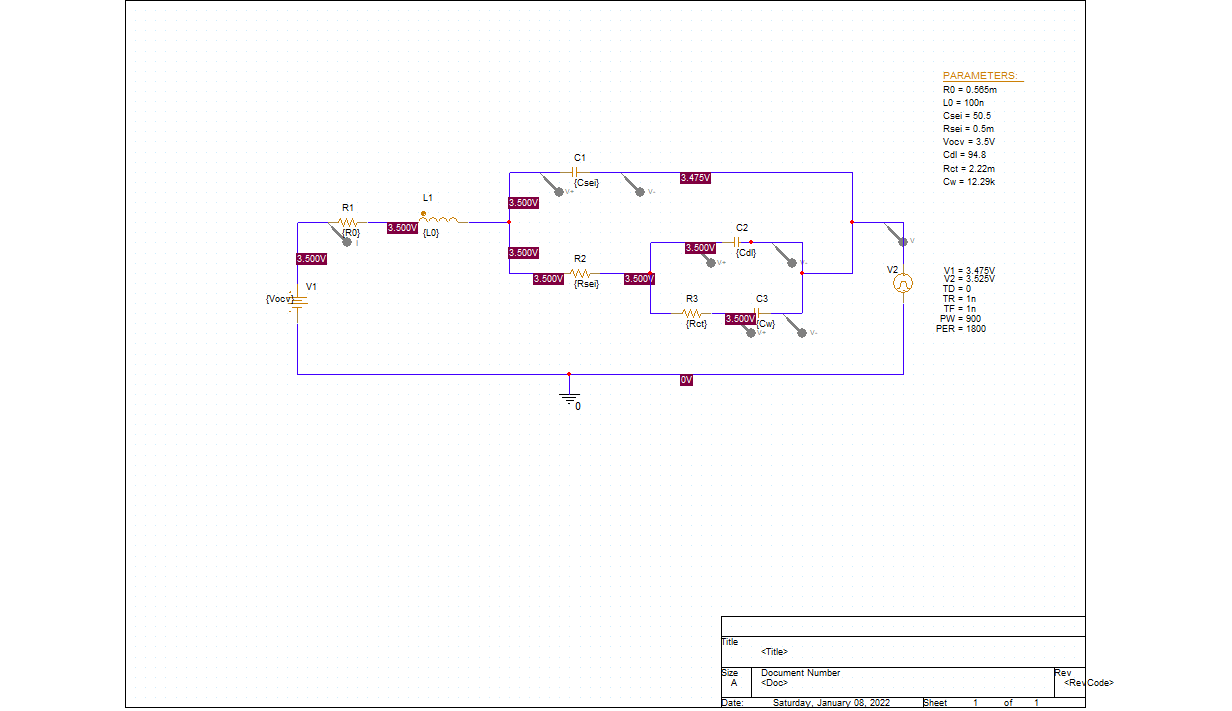 PARAMETERS:
R0 = 0.565m
L0 = 100n
Csei = 50.5
Rsei = 0.5m
Vocv = 3.5V
Cdl = 94.8
Rct = 2.22m
Cw = 12.29k
C1
{Csei}
V+
V-
3.475V
L1
R1
3.500V
{R0}
I
3.500V
{L0}
3.500V
3.500V
V1
{Vocv}
R2
3.500V
{Rsei}
3.500V
C2
3.500V
{Cdl}
V+
V-
R3
{Rct}
C3
3.500V
{Cw}
V+
V-
V
V2
V1 = 3.475V
V2 = 3.525V
TD = 0
TR = 1n
TF = 1n
PW = 900
PER = 1800
0V
0
Title
<Title>
Size
A
Document Number
<Doc>
Rev
<RevCode>
Date:
Saturday, January 08, 2022
Sheet 1 of 1